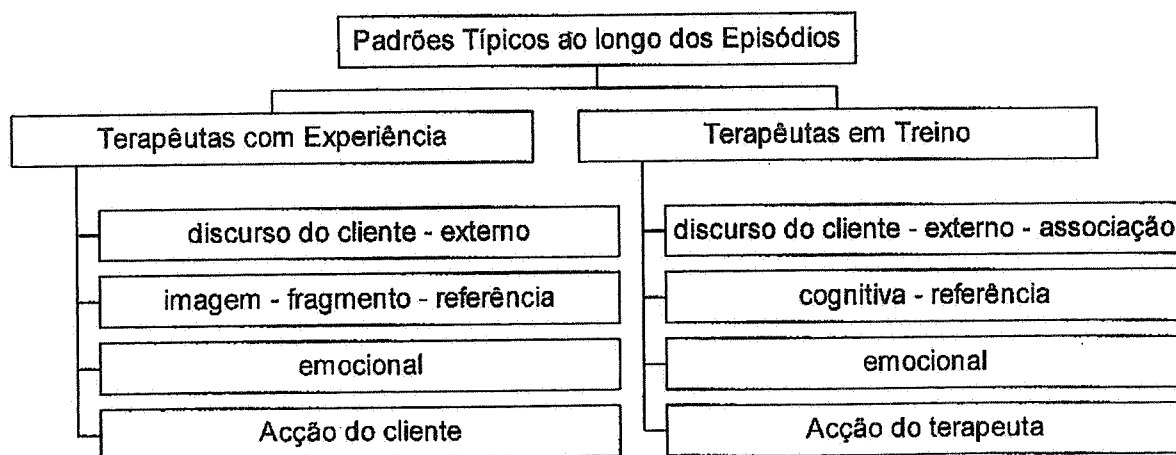 Padrões Típicos ao longo dos Episódios
Terapêutas com Experiência
discurso do cliente - externo
imagem - fragmento - referência
emocional
Acção do cliente
Terapêutas em Treino
discurso do cliente - externo - associação
cognitiva - referência
emocional
Acção do terapeuta